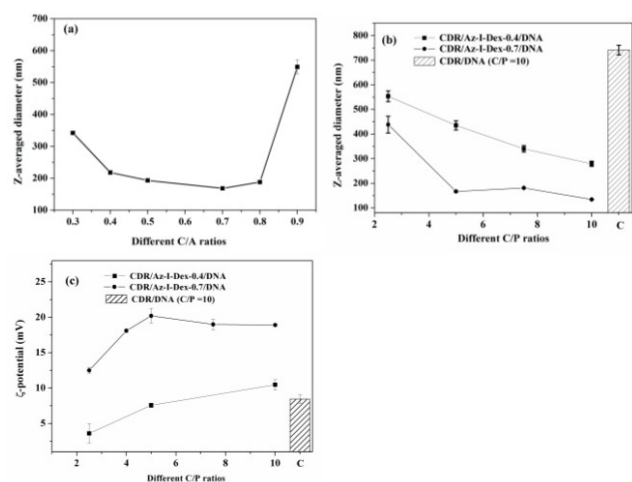 (a)
Z-averaged diameter (nm)
700
600
500
400
300
200
100
0.3 0.4 0.5 0.6 0.7 0.8 0.9
Different C/A ratios
(b)
CDR/Az-I-Dex-0.4/DNA
CDR/Az-I-Dex-0.7/DNA
CDR/DNA (C/P =10)
Z-averaged diameter (nm)
900
800
700
600
500
400
300
200
100
2 4 6 8 10 C
Different C/P ratios
(c)
CDR/Az-I-Dex-0.4/DNA
CDR/Az-I-Dex-0.7/DNA
CDR/DNA (C/P =10)
ζ-potential (mV)
25
20
15
10
5
2 4 6 8 10 C
Different C/P ratios